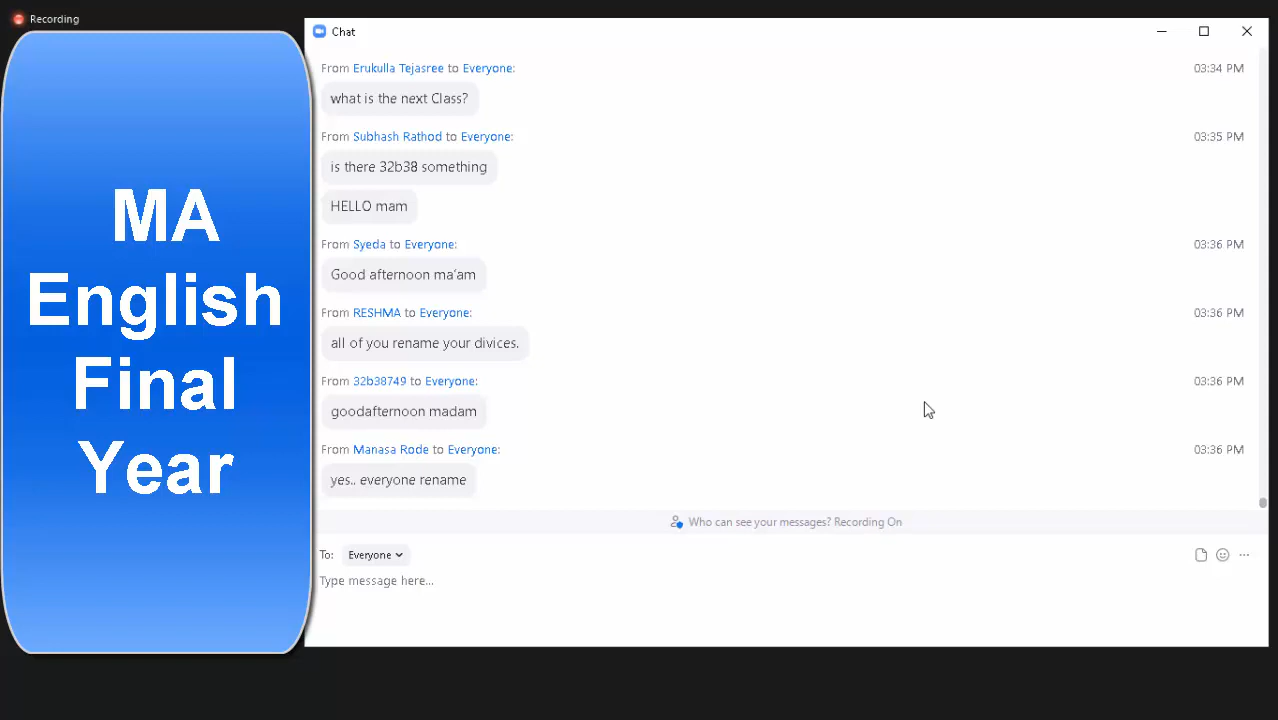 Recording
MA
English
Final
Year
Chat
From Erukulla Tejasree to Everyone: 03:34 PM
what is the next Class?
From Subhash Rathod to Everyone: 03:35 PM
is there 32b38 something
HELLO mam
From Syeda to Everyone: 03:36 PM
Good afternoon ma'am
From RESHMA to Everyone: 03:36 PM
all of you rename your divices.
From 32b38749 to Everyone: 03:36 PM
goodafternoon madam
From Manasa Rode to Everyone: 03:36 PM
yes.. everyone rename
Who can see your messages? Recording On
To: Everyone
Type message here...